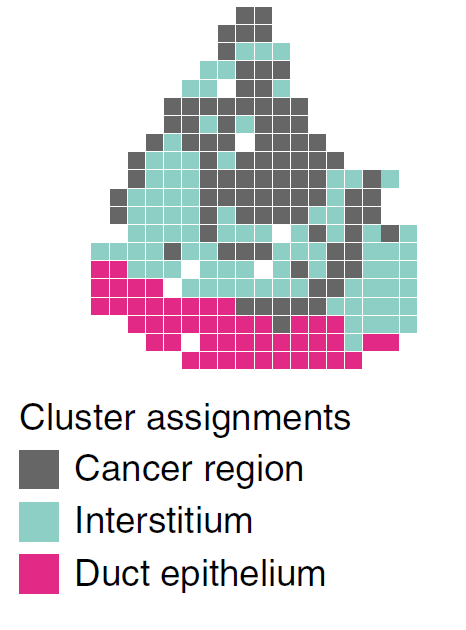 Cluster assignments
Cancer region
Interstitium
Duct epithelium